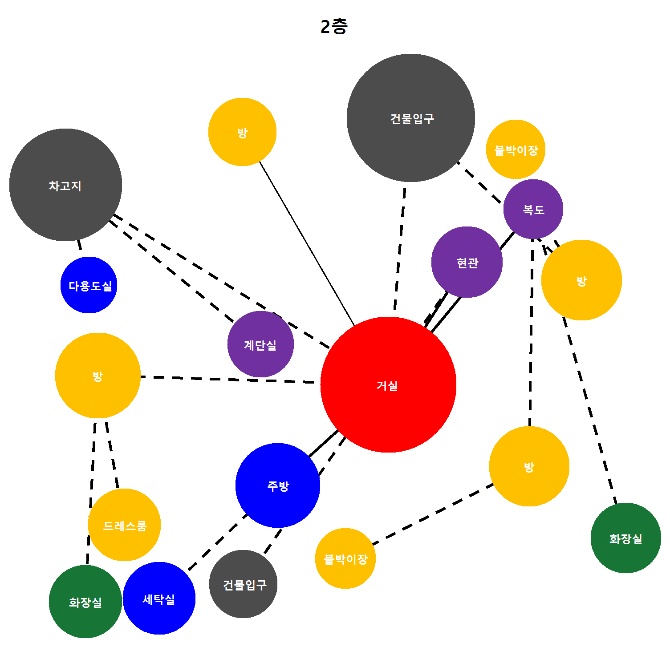 2층
건물입구
방
붙박이장
차고지
복도
현관
방
다용도실
계단실
방
거실
방
주방
드레스룸
화장실
붙박이장
건물입구
세탁실
화장실